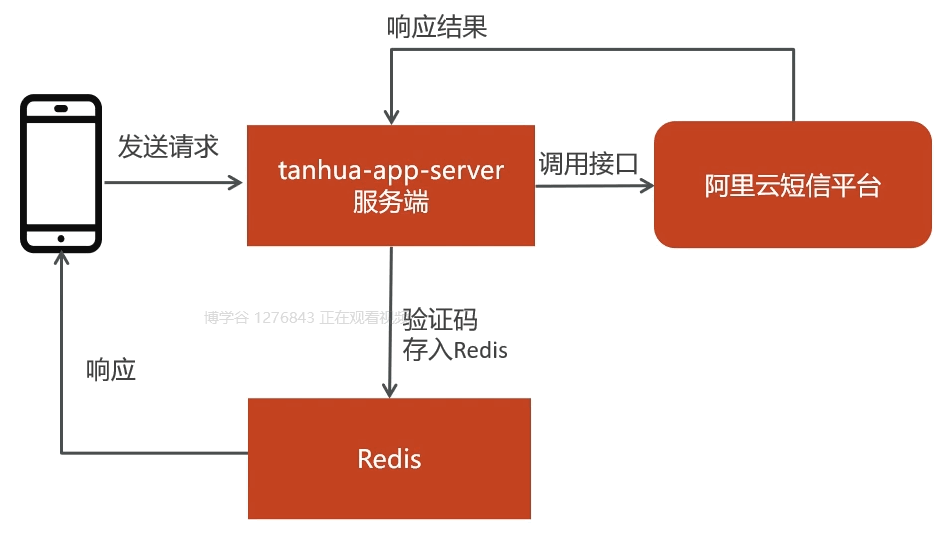 响应结果
发送请求
tanhua-app-server
服务端
调用接口
阿里云短信平台
博学谷 1276843 正在观看视频
验证码
存入Redis
响应
Redis